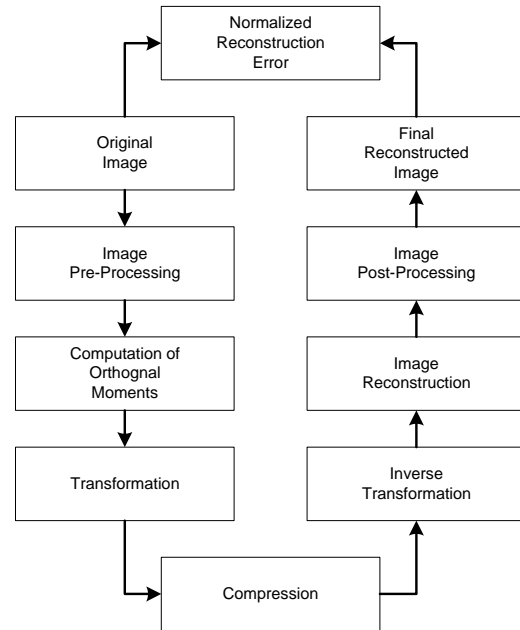 Normalized
Reconstruction
Error
Original
Image
Final
Reconstructed
Image
Image
Pre-Processing
Image
Post-Processing
Computation of
Orthognal
Moments
Image
Reconstruction
Transformation
Inverse
Transformation
Compression